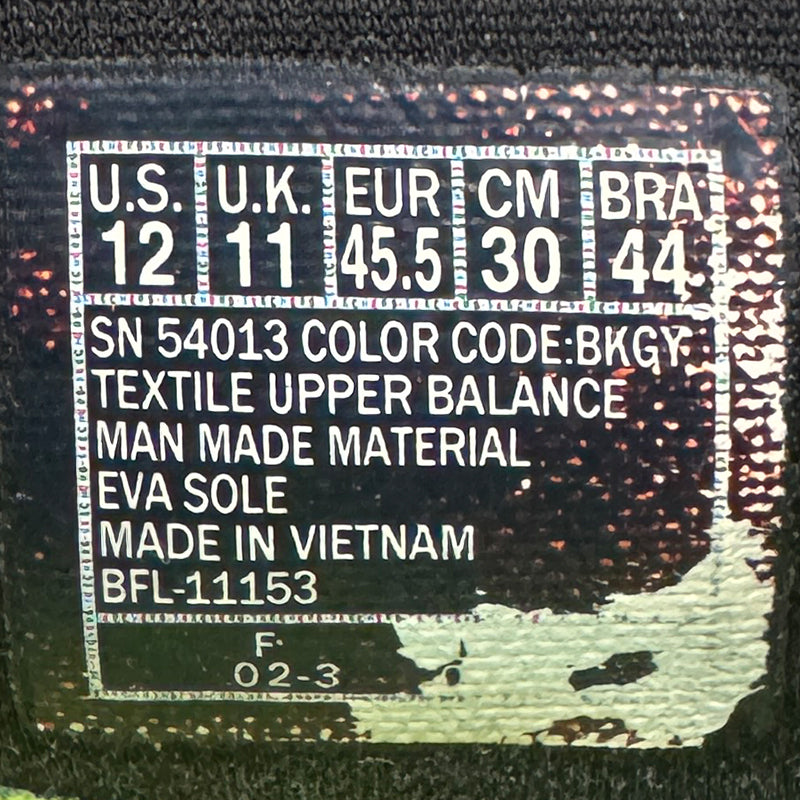 U.S. U.K. EUR CM BRA
12 11 45.5 30 44
SN 54013 COLOR CODE:BKGY
TEXTILE UPPER BALANCE
MAN MADE MATERIAL
EVA SOLE
MADE IN VIETNAM
BFL-11153
F
02-3